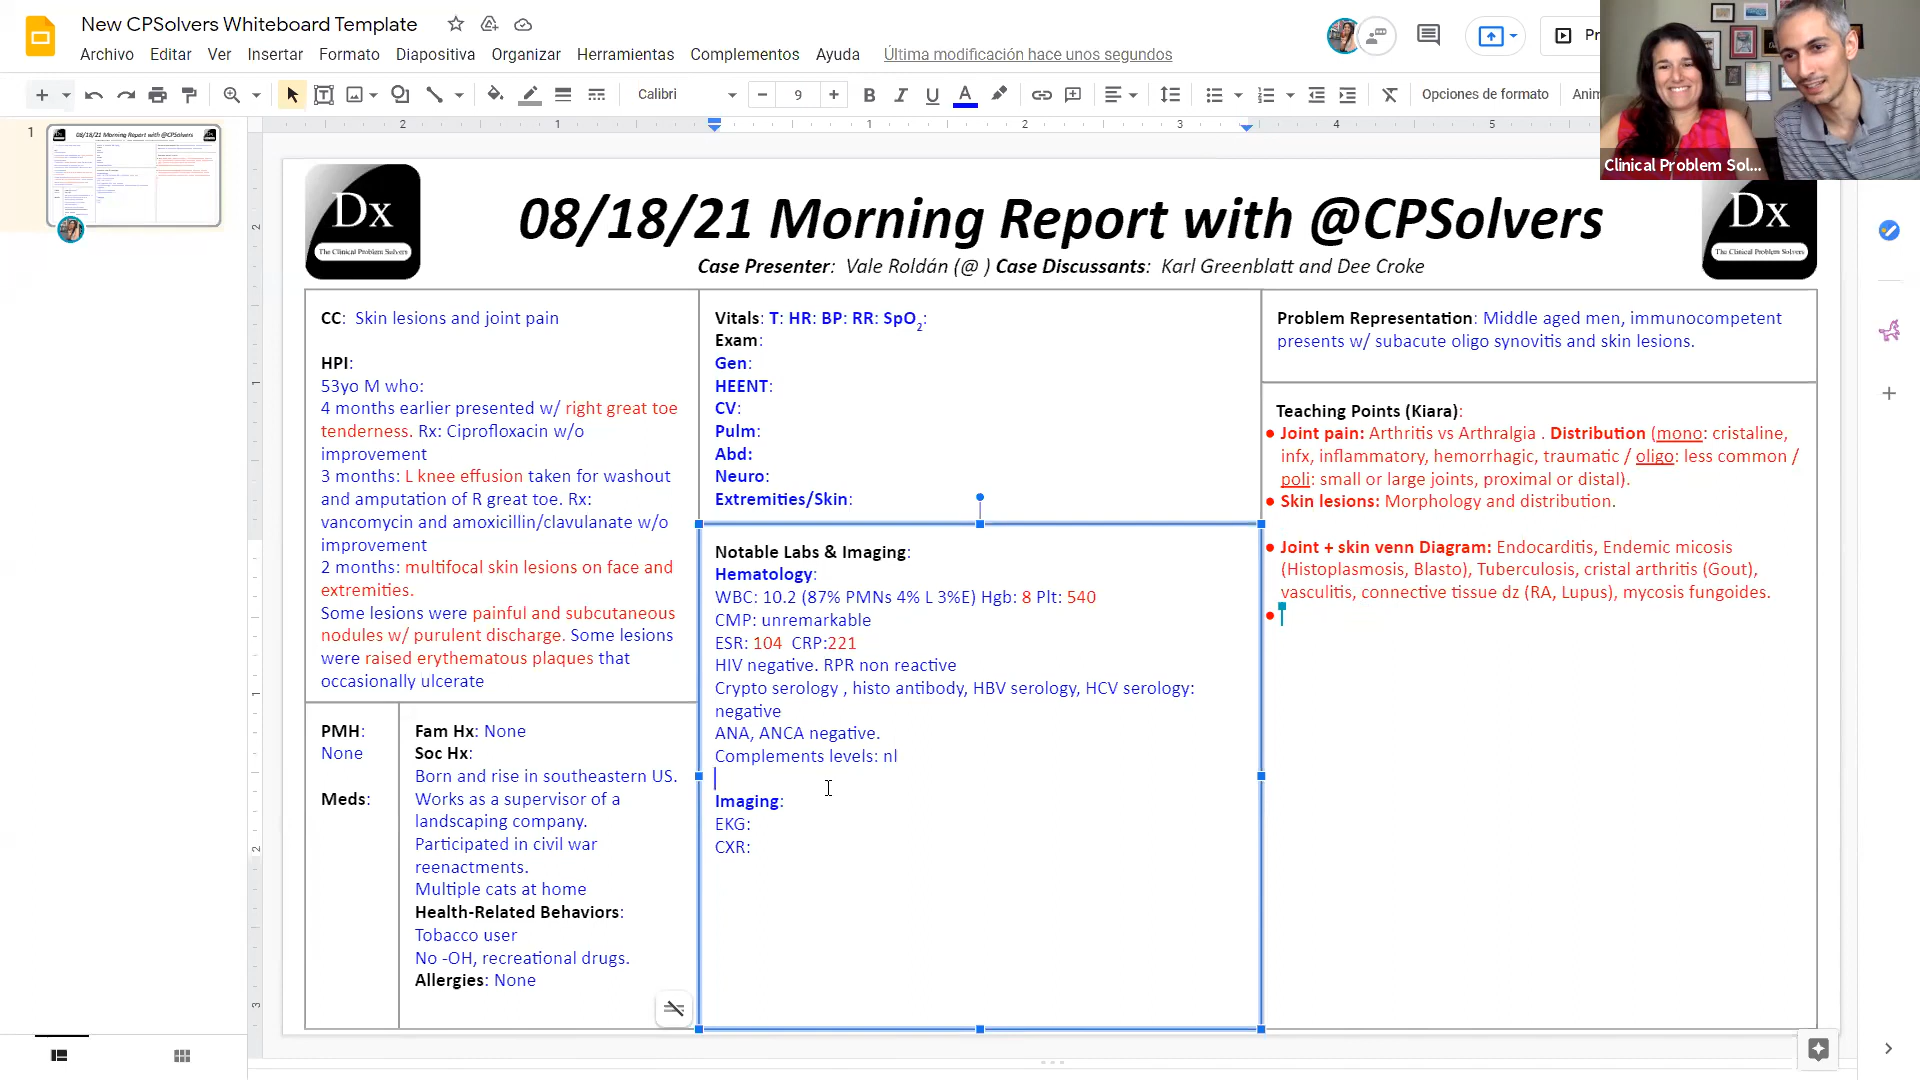 New CPSolvers Whiteboard Template
Archivo Editar Ver Insertar Formato Diapositiva Organizar Herramientas Complementos Ayuda Última modificación hace unos segundos
Calibri 9 Opciones de formato Anim
Clinical Problem Sol...
2 1 1 2 3 4 5
1
Dx
The Clinical Problem Solvers
08/18/21 Morning Report with @CPSolvers
Case Presenter: Vale Roldán (@ ) Case Discussants: Karl Greenblatt and Dee Croke
Dx
The Clinical Problem Solvers
CC: Skin lesions and joint pain
HPI:
53yo M who:
4 months earlier presented w/ right great toe
tenderness. Rx: Ciprofloxacin w/o
improvement
3 months: L knee effusion taken for washout
and amputation of R great toe. Rx:
vancomycin and amoxicillin/clavulanate w/o
improvement
2 months: multifocal skin lesions on face and
extremities.
Some lesions were painful and subcutaneous
nodules w/ purulent discharge. Some lesions
were raised erythematous plaques that
occasionally ulcerate
PMH:
None
Meds:
Fam Hx: None
Soc Hx:
Born and rise in southeastern US.
Works as a supervisor of a
landscaping company.
Participated in civil war
reenactments.
Multiple cats at home
Health-Related Behaviors:
Tobacco user
No -OH, recreational drugs.
Allergies: None
Vitals: T: HR: BP: RR: SpO2:
Exam:
Gen:
HEENT:
CV:
Pulm:
Abd:
Neuro:
Extremities/Skin:
Notable Labs & Imaging:
Hematology:
WBC: 10.2 (87% PMNs 4% L 3%E) Hgb: 8 Plt: 540
CMP: unremarkable
ESR: 104 CRP:221
HIV negative. RPR non reactive
Crypto serology , histo antibody, HBV serology, HCV serology:
negative
ANA, ANCA negative.
Complements levels: nl
Imaging:
EKG:
CXR:
Problem Representation: Middle aged men, immunocompetent
presents w/ subacute oligo synovitis and skin lesions.
Teaching Points (Kiara):
● Joint pain: Arthritis vs Arthralgia . Distribution (mono: cristaline,
infx, inflammatory, hemorrhagic, traumatic / oligo: less common /
poli: small or large joints, proximal or distal).
● Skin lesions: Morphology and distribution.
● Joint + skin venn Diagram: Endocarditis, Endemic micosis
(Histoplasmosis, Blasto), Tuberculosis, cristal arthritis (Gout),
vasculitis, connective tissue dz (RA, Lupus), mycosis fungoides.
●